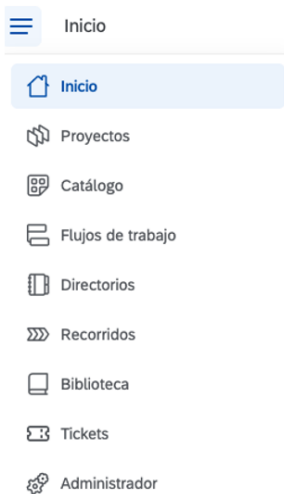 Inicio
Inicio
Proyectos
Catálogo
Flujos de trabajo
Directorios
Recorridos
Biblioteca
Tickets
Administrador